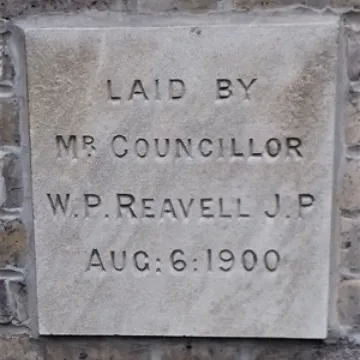 LAID BY
MR. COUNCILLOR
W.P. REAVELL J.P
AUG: 6: 1900